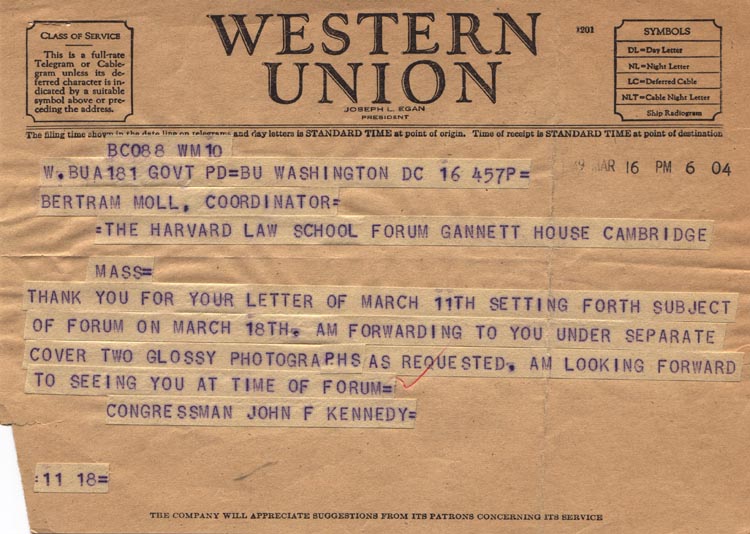 CLASS OF SERVICE
This is a full-rate
Telegram or Cable-
gram unless its de-
ferred character is in-
dicated by a suitable
symbol above or pre-
ceding the address.
WESTERN
UNION
JOSEPH L. EGAN
PRESIDENT
1201
SYMBOLS
DL=Day Letter
NL=Night Letter
LC=Deferred Cable
NLT=Cable Night Letter
Ship Radiogram
The filing time shown in the date line on telegrams and day letters is STANDARD TIME at point of origin. Time of receipt is STANDARD TIME at point of destination
BC088 WM10
W.BUA181 GOVT PD=BU WASHINGTON DC 16 457P=
MAR 16 PM 6 04
BERTRAM MOLL, COORDINATOR=
=THE HARVARD LAW SCHOOL FORUM GANNETT HOUSE CAMBRIDGE
MASS=
THANK YOU FOR YOUR LETTER OF MARCH 11TH SETTING FORTH SUBJECT
OF FORUM ON MARCH 18TH. AM FORWARDING TO YOU UNDER SEPARATE
COVER TWO GLOSSY PHOTOGRAPHS AS REQUESTED. AM LOOKING FORWARD
TO SEEING YOU AT TIME OF FORUM=
CONGRESSMAN JOHN F KENNEDY=
:11 18=
THE COMPANY WILL APPRECIATE SUGGESTIONS FROM ITS PATRONS CONCERNING ITS SERVICE